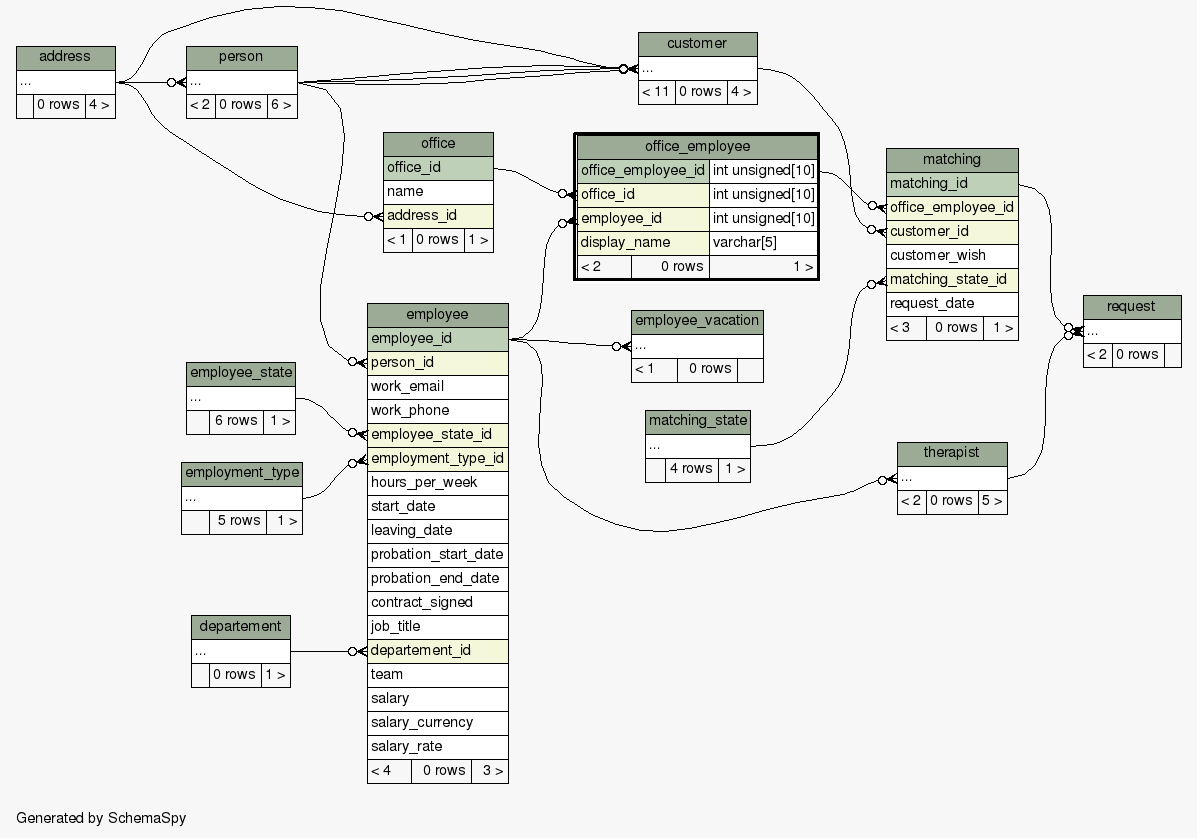 address
...
0 rows 4 >
person
...
< 2 0 rows 6 >
customer
...
< 11 0 rows 4 >
office
office_id
name
address_id
< 1 0 rows 1 >
office_employee
office_employee_id int unsigned[10]
office_id int unsigned[10]
employee_id int unsigned[10]
display_name varchar[5]
< 2 0 rows 1 >
matching
matching_id
office_employee_id
customer_id
customer_wish
matching_state_id
request_date
< 3 0 rows 1 >
request
...
< 2 0 rows
employee
employee_id
person_id
work_email
work_phone
employee_state_id
employment_type_id
hours_per_week
start_date
leaving_date
probation_start_date
probation_end_date
contract_signed
job_title
departement_id
team
salary
salary_currency
salary_rate
< 4 0 rows 3 >
employee_vacation
...
< 1 0 rows
employee_state
...
6 rows 1 >
matching_state
...
4 rows 1 >
employment_type
...
5 rows 1 >
therapist
...
< 2 0 rows 5 >
departement
...
0 rows 1 >
Generated by SchemaSpy